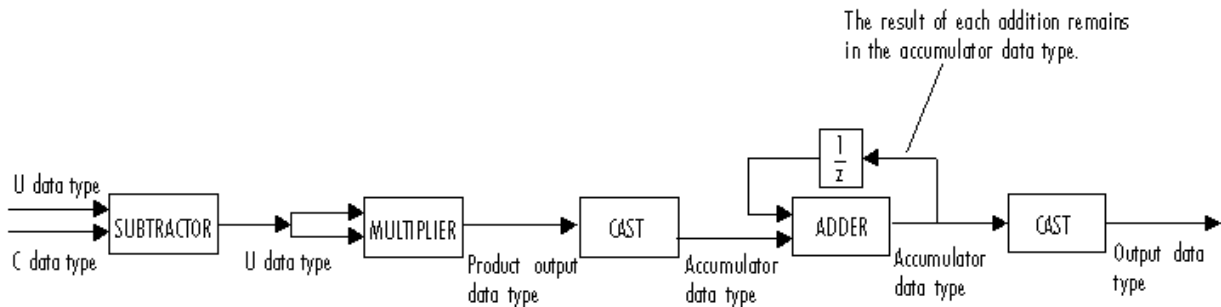 The result of each addition remains
in the accumulator data type.
1
z
U data type
SUBTRACTOR
MULTIPLIER
CAST
ADDER
CAST
C data type
U data type
Product output
data type
Accumulator
data type
Accumulator
data type
Output data
type